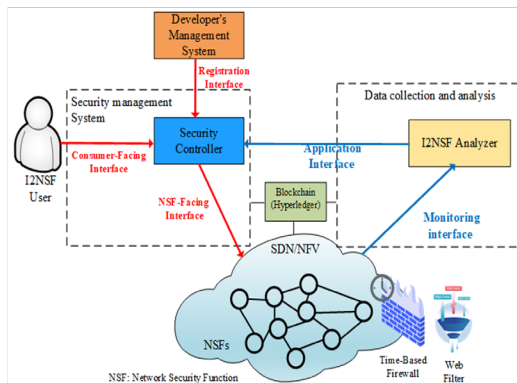 Developer's
Management
System
Registration
Interface
Security management
System
Data collection and analysis
Security
Controller
I2NSF Analyzer
I2NSF
User
Consumer-Facing
Interface
Application
Interface
NSF-Facing
Interface
Blockchain
(Hyperledger)
Monitoring
interface
SDN/NFV
NSFs
Time-Based
Firewall
Web
Filter
NSF: Network Security Function